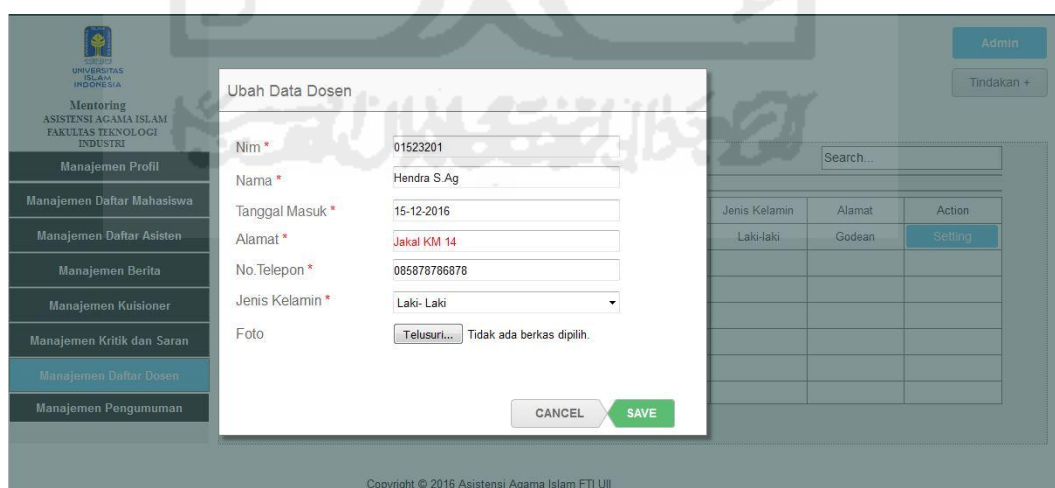 UNIVERSITAS
ISLAM
INDONESIA
Mentoring
ASISTENSI AGAMA ISLAM
FAKULTAS TEKNOLOGI
INDUSTRI
Manajemen Profil
Manajemen Daftar Mahasiswa
Manajemen Daftar Asisten
Manajemen Berita
Manajemen Kuisioner
Manajemen Kritik dan Saran
Manajemen Daftar Dosen
Manajemen Pengumuman
Admin
Tindakan +
Search...
Jenis Kelamin Alamat Action
Laki-laki Godean Setting
Ubah Data Dosen
Nim * 01523201
Nama * Hendra S.Ag
Tanggal Masuk * 15-12-2016
Alamat * Jakal KM 14
No.Telepon * 085878786878
Jenis Kelamin * Laki- Laki
Foto Telusuri... Tidak ada berkas dipilih.
CANCEL SAVE
Copyright © 2016 Asistensi Agama Islam FTI UII